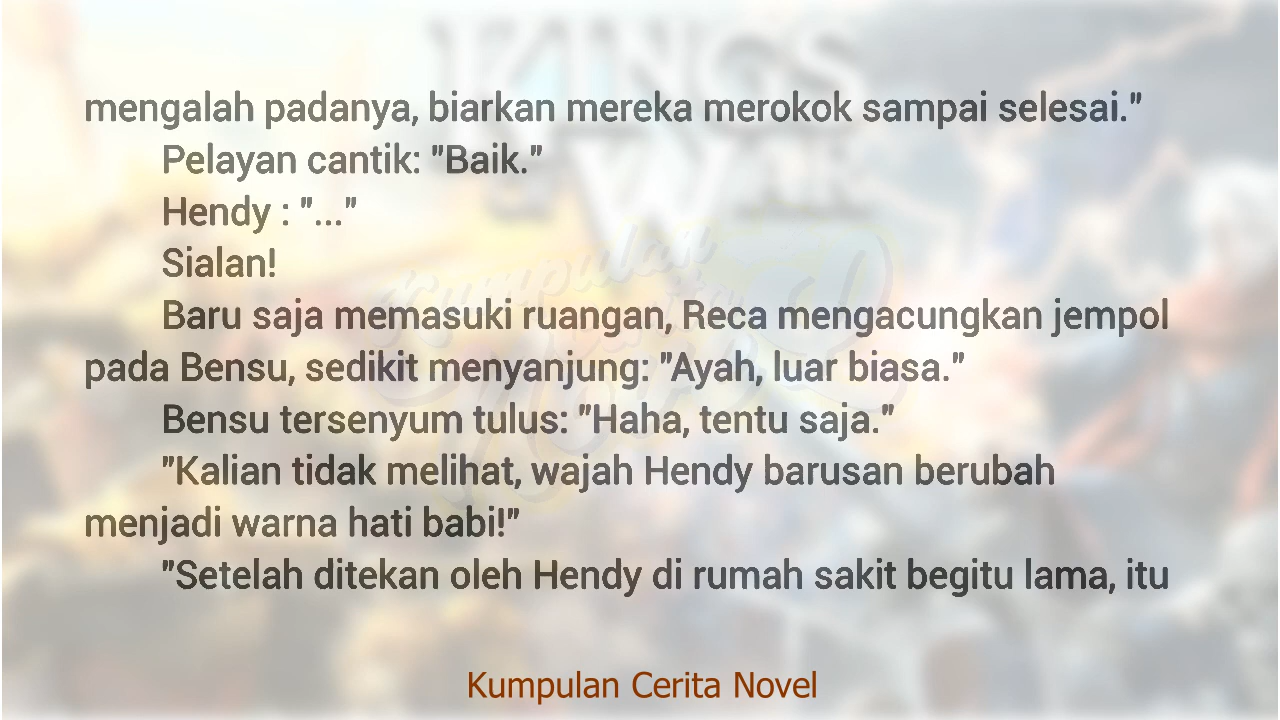 KINGS
WAR
mengalah padanya, biarkan mereka merokok sampai selesai."
Pelayan cantik: "Baik."
Hendy : "..."
Sialan!
Baru saja memasuki ruangan, Reca mengacungkan jempol
pada Bensu, sedikit menyanjung: "Ayah, luar biasa."
Bensu tersenyum tulus: "Haha, tentu saja."
"Kalian tidak melihat, wajah Hendy barusan berubah
menjadi warna hati babi!"
"Setelah ditekan oleh Hendy di rumah sakit begitu lama, itu
Kumpulan Cerita Novel